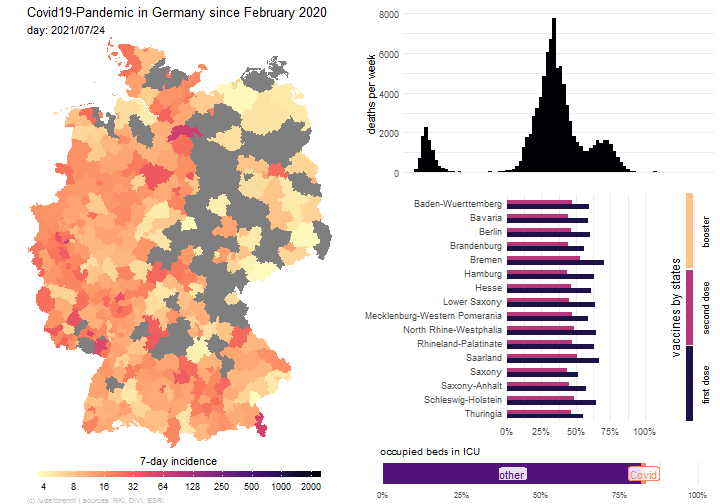 Covid19-Pandemic in Germany since February 2020
day: 2021/07/24
7-day incidence
4 8 16 32 64 120 250 500 1000 2000
(c) /u/zeitbrennt | sources: RKI, DIVI, ESRI
deaths per week
8000
6000
4000
2000
0
Baden-Wuerttemberg
Bavaria
Berlin
Brandenburg
Bremen
Hamburg
Hesse
Lower Saxony
Mecklenburg-Western Pomerania
North Rhine-Westphalia
Rhineland-Palatinate
Saarland
Saxony
Saxony-Anhalt
Schleswig-Holstein
Thuringia
0% 25% 50% 75% 100%
vaccines by states
booster
second dose
first dose
occupied beds in ICU
other
Covid
0% 25% 50% 75% 100%